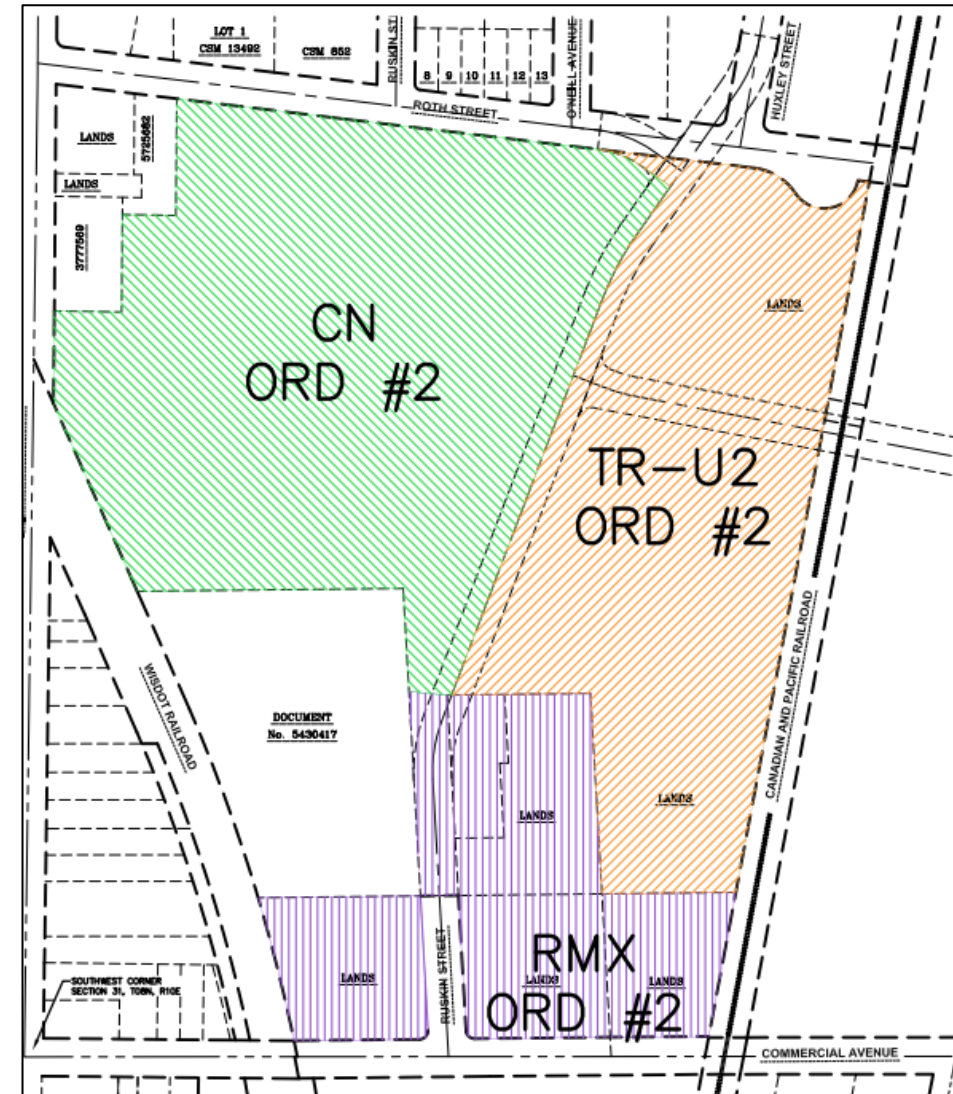 LOT 1
CSM 13492
CSM 852
RUSKIN ST
8 9 10 11 12 13
O'NEILL AVENUE
HUXLEY STREET
ROTH STREET
LANDS
5725682
LANDS
3777569
CN
ORD #2
LANDS
TR-U2
ORD #2
WISDOT RAILROAD
DOCUMENT
No. 5430417
CANADIAN AND PACIFIC RAILROAD
LANDS
LANDS
RUSKIN STREET
LANDS
RMX
LANDS
LANDS
ORD #2
SOUTHWEST CORNER
SECTION 31, T08N, R10E
COMMERCIAL AVENUE